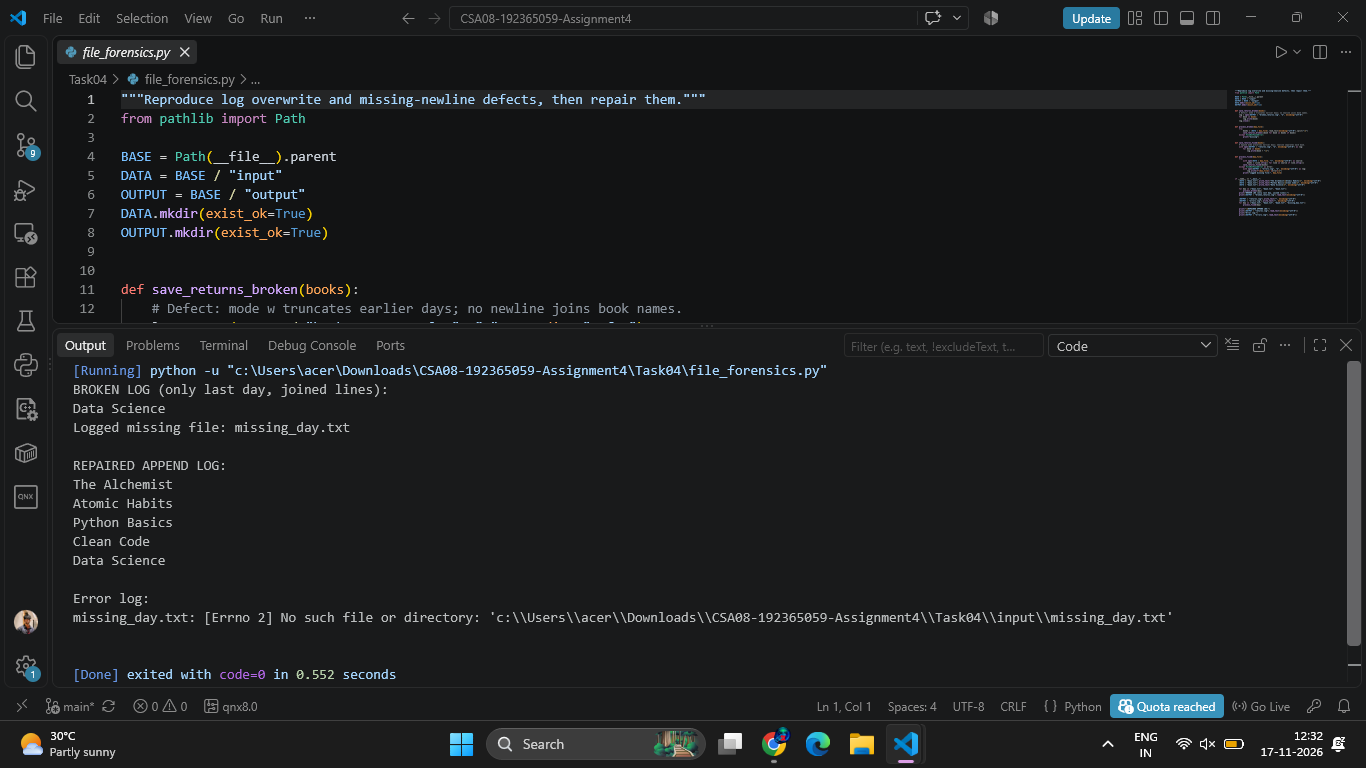 File Edit Selection View Go Run ··· CSA08-192365059-Assignment4 Update
file_forensics.py
Task04 > file_forensics.py > ...
1 """Reproduce log overwrite and missing-newline defects, then repair them."""
2 from pathlib import Path
3
4 BASE = Path(__file__).parent
5 DATA = BASE / "input"
6 OUTPUT = BASE / "output"
7 DATA.mkdir(exist_ok=True)
8 OUTPUT.mkdir(exist_ok=True)
9
10
11 def save_returns_broken(books):
12 # Defect: mode w truncates earlier days; no newline joins book names.
Output Problems Terminal Debug Console Ports Filter (e.g. text, !excludeText, t... Code
[Running] python -u "c:\Users\acer\Downloads\CSA08-192365059-Assignment4\Task04\file_forensics.py"
BROKEN LOG (only last day, joined lines):
Data Science
Logged missing file: missing_day.txt
REPAIRED APPEND LOG:
The Alchemist
Atomic Habits
Python Basics
Clean Code
Data Science
Error log:
missing_day.txt: [Errno 2] No such file or directory: 'c:\\Users\\acer\\Downloads\\CSA08-192365059-Assignment4\\Task04\\input\\missing_day.txt'
[Done] exited with code=0 in 0.552 seconds
9
QNX
1
main* 0 0 qnx8.0 Ln 1, Col 1 Spaces: 4 UTF-8 CRLF { } Python Quota reached Go Live
30°C
Partly sunny
Search
ENG
IN
12:32
17-11-2026